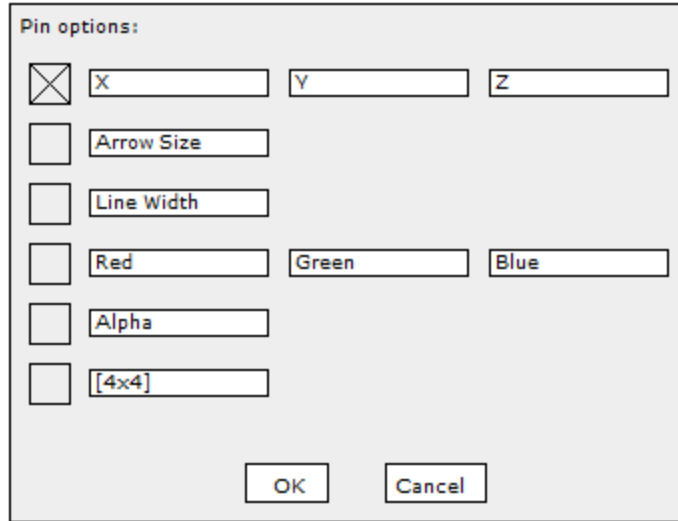 Pin options:
X Y Z
Arrow Size
Line Width
Red Green Blue
Alpha
[4x4]
OK Cancel